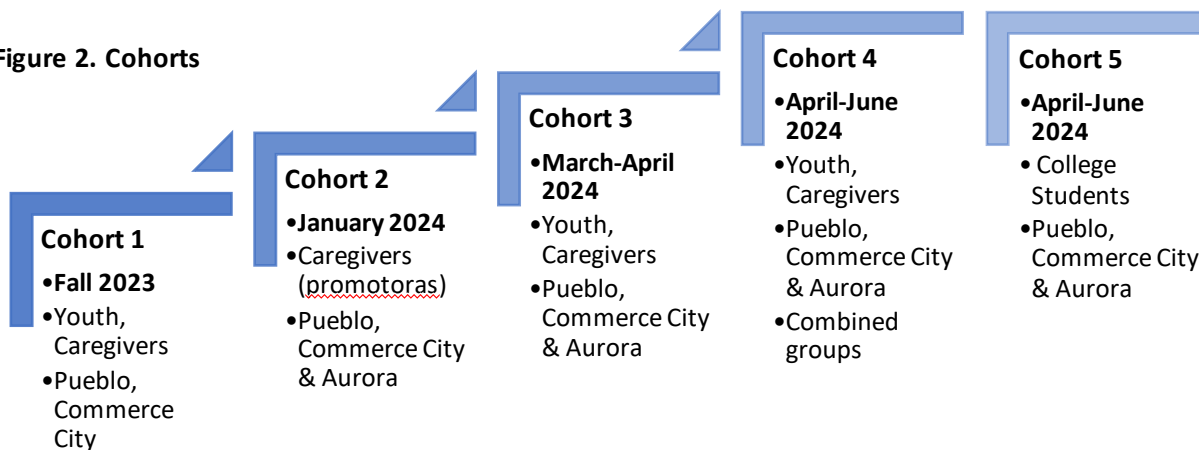 Figure 2. Cohorts
Cohort 1
•Fall 2023
•Youth,
Caregivers
•Pueblo,
Commerce
City
Cohort 2
•January 2024
•Caregivers
(promotoras)
•Pueblo,
Commerce City
& Aurora
Cohort 3
•March-April
2024
•Youth,
Caregivers
•Pueblo,
Commerce City
& Aurora
Cohort 4
•April-June
2024
•Youth,
Caregivers
•Pueblo,
Commerce City
& Aurora
•Combined
groups
Cohort 5
•April-June
2024
• College
Students
•Pueblo,
Commerce City
& Aurora